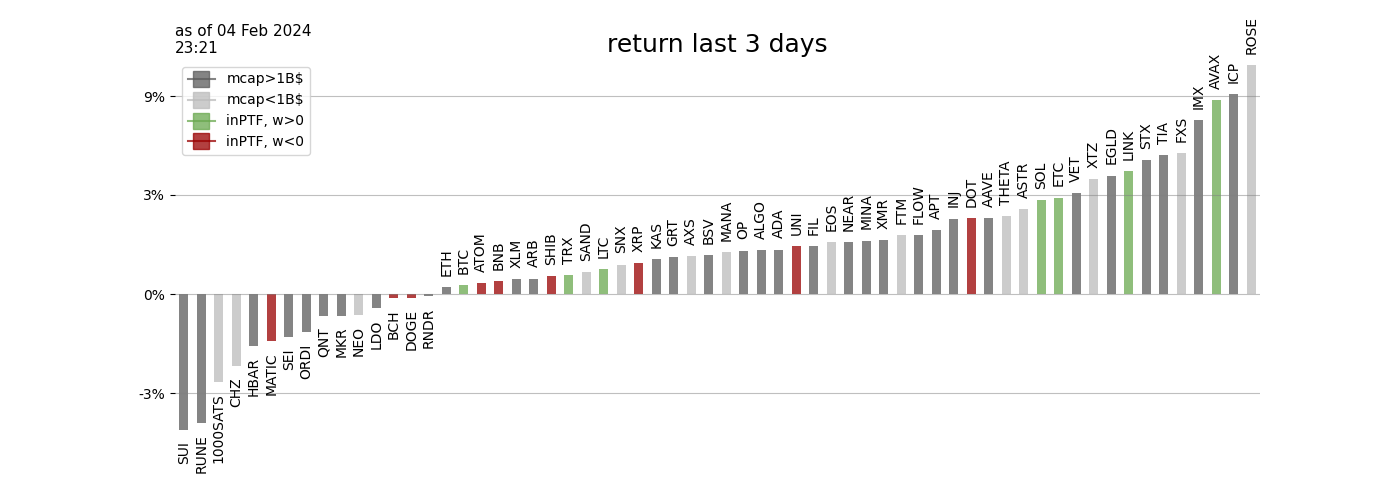 as of 04 Feb 2024
23:21
return last 3 days
mcap>1B$
mcap<1B$
inPTF, w>0
inPTF, w<0
9%
3%
0%
-3%
SUI
RUNE
1000SATS
CHZ
HBAR
MATIC
SEI
ORDI
QNT
MKR
NEO
LDO
BCH
DOGE
RNDR
ETH
BTC
ATOM
BNB
XLM
ARB
SHIB
TRX
SAND
LTC
SNX
XRP
KAS
GRT
AXS
BSV
MANA
OP
ALGO
ADA
UNI
FIL
EOS
NEAR
MINA
XMR
FTM
FLOW
APT
INJ
DOT
AAVE
THETA
ASTR
SOL
ETC
VET
XTZ
EGLD
LINK
STX
TIA
FXS
IMX
AVAX
ICP
ROSE